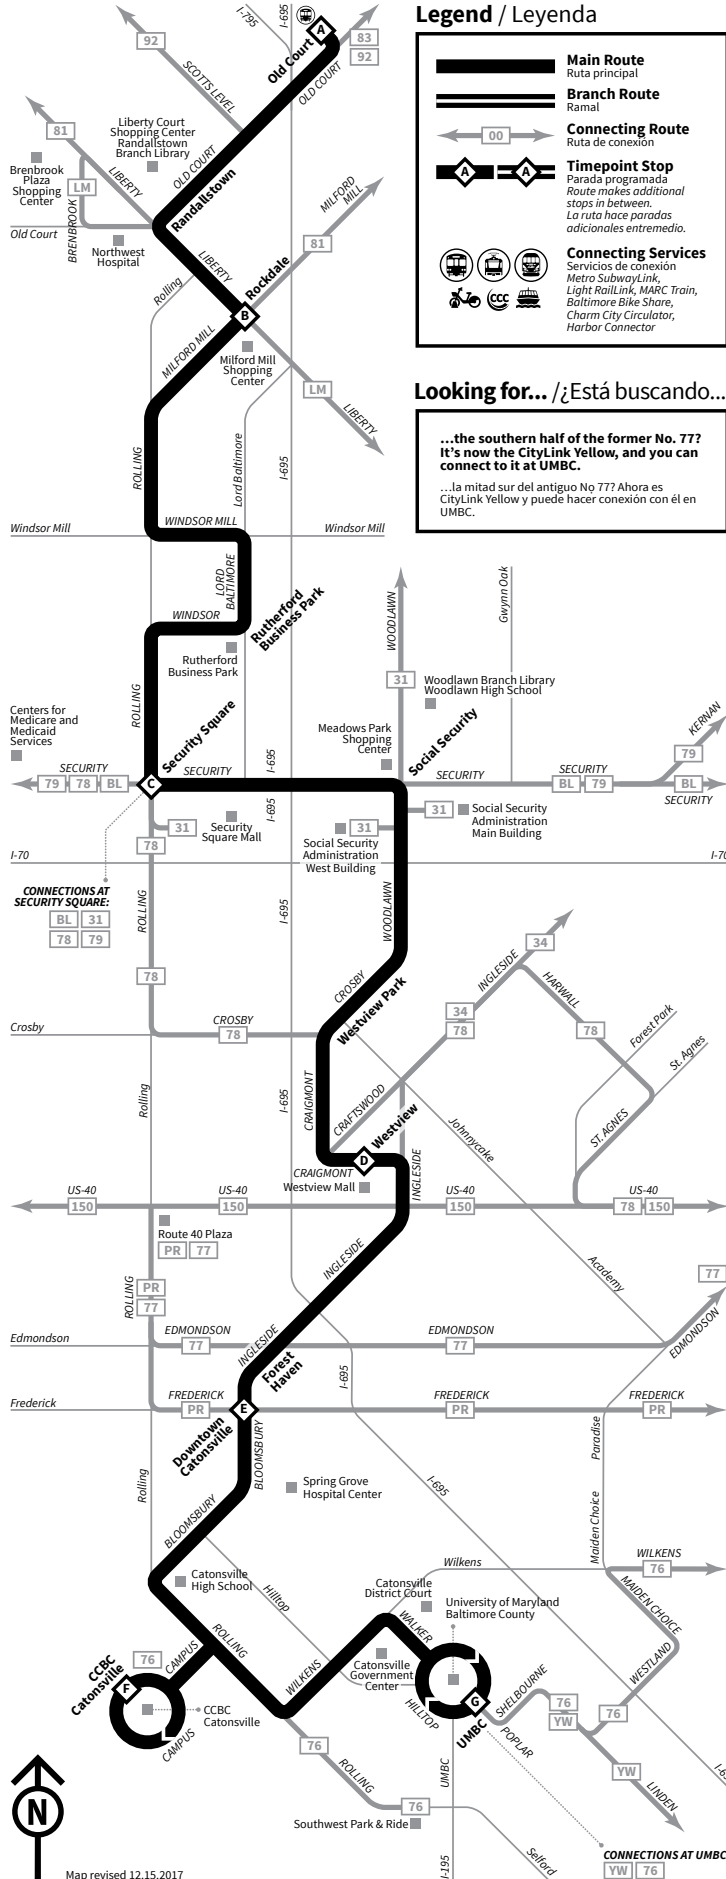 Legend / Leyenda
Main Route
Ruta principal
Branch Route
Ramal
00
Connecting Route
Ruta de conexión
A
A
Timepoint Stop
Parada programada
Route makes additional
stops in between.
La ruta hace paradas
adicionales entremedio.
CCC
Connecting Services
Servicios de conexión
Metro SubwayLink,
Light RailLink, MARC Train,
Baltimore Bike Share,
Charm City Circulator,
Harbor Connector
Looking for... /¿Está buscando...
...the southern half of the former No. 77?
It's now the CityLink Yellow, and you can
connect to it at UMBC.
...la mitad sur del antiguo No 77? Ahora es
CityLink Yellow y puede hacer conexión con él en
UMBC.
I-795
I-695
A
Old Court
83
92
OLD COURT
92
SCOTTS LEVEL
81
Liberty Court
Shopping Center
Randallstown
Branch Library
OLD COURT
Randallstown
Brenbrook
Plaza
Shopping
Center
LM
LIBERTY
BRENBROOK
Old Court
Northwest
Hospital
MILFORD
MILL
81
LIBERTY
Rockdale
Rolling
B
MILFORD MILL
Milford Mill
Shopping
Center
LM
LIBERTY
ROLLING
Lord Baltimore
I-695
Windsor Mill
WINDSOR MILL
Windsor Mill
LORD
BALTIMORE
WINDSOR
Rutherford
Business Park
Rutherford
Business Park
ROLLING
WOODLAWN
Gwynn Oak
31
Woodlawn Branch Library
Woodlawn High School
Centers for
Medicare and
Medicaid
Services
Security Square
Meadows Park
Shopping
Center
Social Security
KERNAN
79
SECURITY
79
78
BL
C
SECURITY
I-695
SECURITY
SECURITY
BL
79
BL
SECURITY
I-695
31
Security
Square Mall
78
31
Social Security
Administration
West Building
31
Social Security
Administration
Main Building
I-70
I-70
CONNECTIONS AT
SECURITY SQUARE:
BL
31
78
79
ROLLING
I-695
WOODLAWN
78
CROSBY
Westview Park
INGLESIDE
34
HARWALL
34
78
78
Crosby
CROSBY
78
Forest Park
St. Agnes
Rolling
I-695
CRAIGMONT
CRAFTSWOOD
Westview
Johnnycake
ST. AGNES
D
CRAIGMONT
Westview Mall
INGLESIDE
US-40
150
US-40
150
US-40
150
US-40
78
150
Route 40 Plaza
PR
77
INGLESIDE
Academy
77
ROLLING
PR
77
Edmondson
EDMONDSON
77
INGLESIDE
EDMONDSON
77
EDMONDSON
Forest
Haven
I-695
Frederick
FREDERICK
PR
E
FREDERICK
PR
FREDERICK
PR
Downtown
Catonsville
BLOOMSBURY
Paradise
Rolling
Spring Grove
Hospital Center
I-695
BLOOMSBURY
Maiden Choice
Catonsville
High School
Hilltop
Wilkens
WILKENS
76
Catonsville
District Court
University of Maryland
Baltimore County
MAIDEN CHOICE
ROLLING
WALKER
76
CCBC
Catonsville
CAMPUS
F
WILKENS
Catonsville
Government
Center
WESTLAND
CCBC
Catonsville
CAMPUS
HILLTOP
G
UMBC
SHELBOURNE
76
YW
76
POPLAR
76
ROLLING
UMBC
YW
LINDEN
76
Southwest Park & Ride
Selford
I-195
CONNECTIONS AT UMBC
YW
76
N
Map revised 12.15.2017